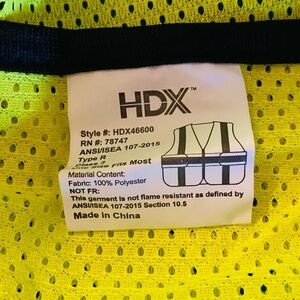 HDX™
Style #: HDX46600
RN #: 78747
ANSI/ISEA 107-2015
Type R
Class 2
Size Fits Most
Material Content:
Fabric: 100% Polyester
NOT FR:
This garment is not flame resistant as defined by
ANSI/ISEA 107-2015 Section 10.5
Made in China